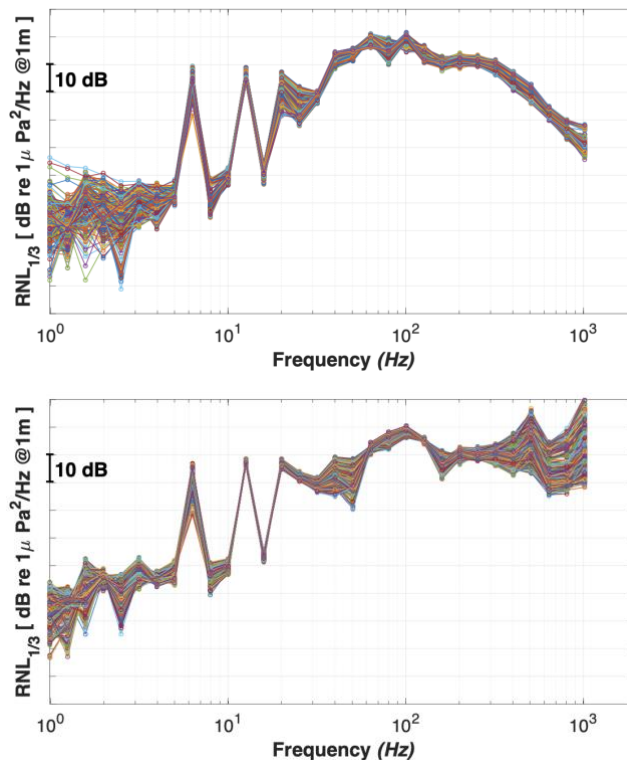 RNL1/3 [ dB re 1μ Pa2/Hz @1m ]
10 dB
10^0
10^1
10^2
10^3
Frequency (Hz)
RNL1/3 [ dB re 1μ Pa2/Hz @1m ]
10 dB
10^0
10^1
10^2
10^3
Frequency (Hz)